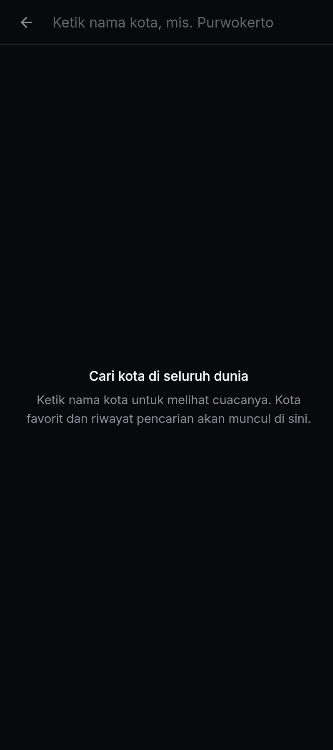 Ketik nama kota, mis. Purwokerto
Cari kota di seluruh dunia
Ketik nama kota untuk melihat cuacanya. Kota
favorit dan riwayat pencarian akan muncul di sini.